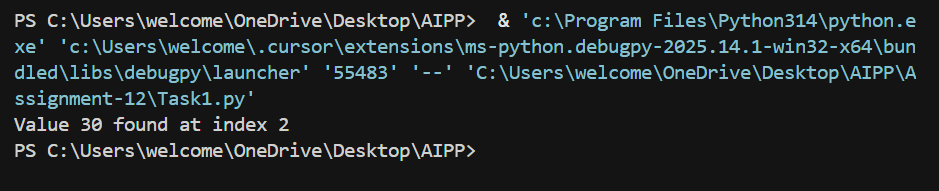 PS C:\Users\welcome\OneDrive\Desktop\AIPP>  & 'c:\Program Files\Python314\python.e
xe' 'c:\Users\welcome\.cursor\extensions\ms-python.debugpy-2025.14.1-win32-x64\bun
dled\libs\debugpy\launcher' '55483' '--' 'C:\Users\welcome\OneDrive\Desktop\AIPP\A
ssignment-12\Task1.py'
Value 30 found at index 2
PS C:\Users\welcome\OneDrive\Desktop\AIPP>